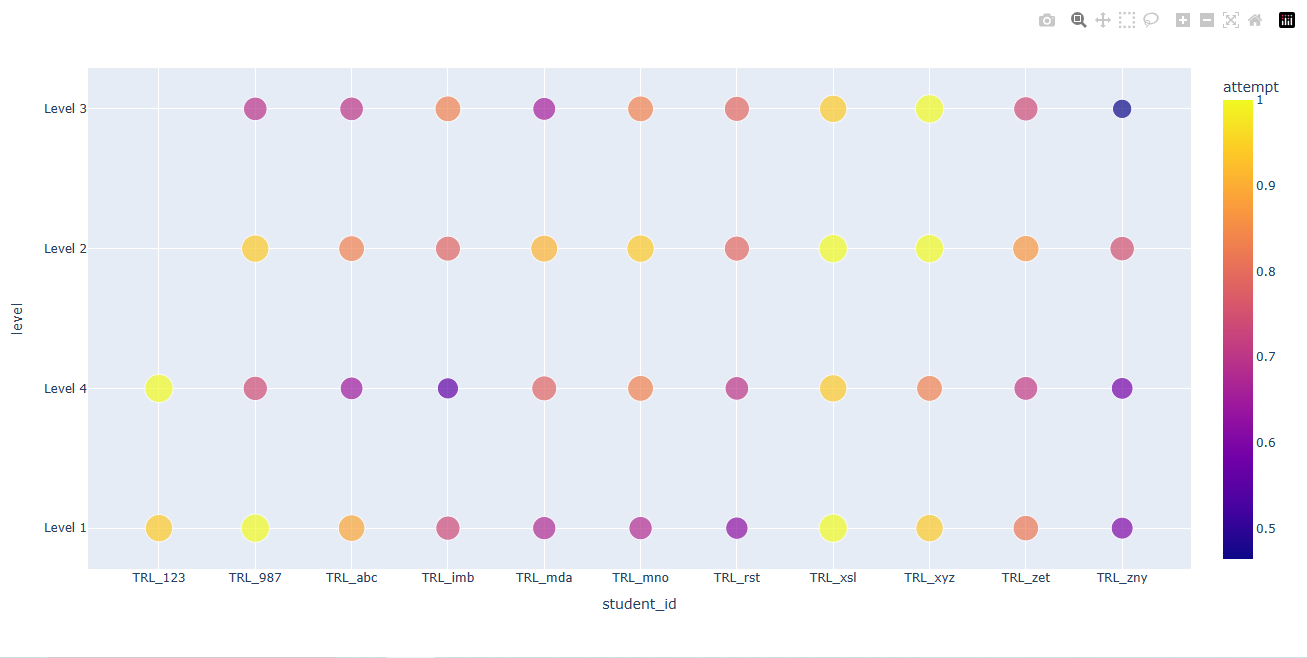 attempt
Level 3
Level 2
Level 4
Level 1
level
1
0.9
0.8
0.7
0.6
0.5
TRL_123 TRL_987 TRL_abc TRL_imb TRL_mda TRL_mno TRL_rst TRL_xsl TRL_xyz TRL_zet TRL_zny
student_id